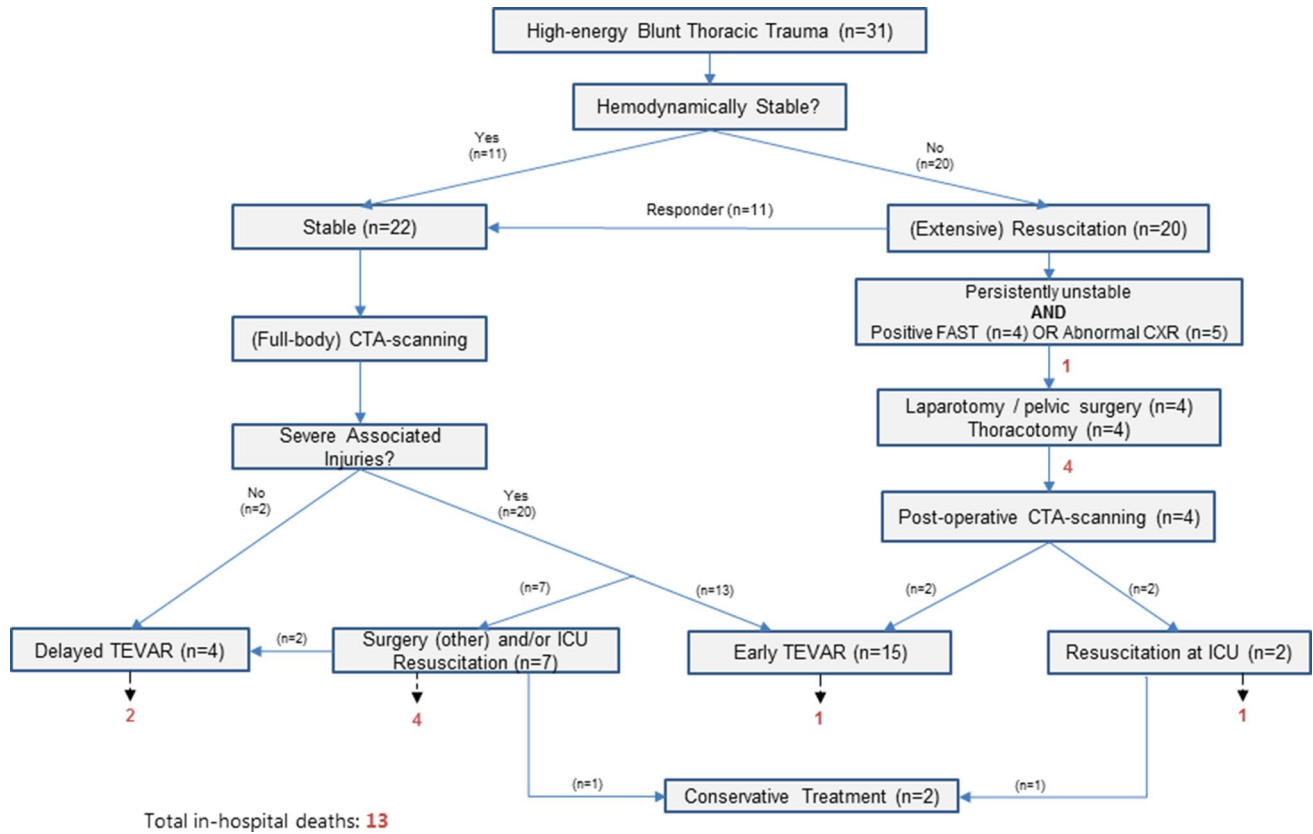 High-energy Blunt Thoracic Trauma (n=31)
Hemodynamically Stable?
Yes
(n=11)
No
(n=20)
Stable (n=22)
Responder (n=11)
(Extensive) Resuscitation (n=20)
Persistently unstable
AND
Positive FAST (n=4) OR Abnormal CXR (n=5)
(Full-body) CTA-scanning
1
Laparotomy / pelvic surgery (n=4)
Thoracotomy (n=4)
Severe Associated
Injuries?
4
No
(n=2)
Yes
(n=20)
Post-operative CTA-scanning (n=4)
(n=7)
(n=13)
(n=2)
(n=2)
Delayed TEVAR (n=4)
(n=2)
Surgery (other) and/or ICU
Resuscitation (n=7)
Early TEVAR (n=15)
Resuscitation at ICU (n=2)
2
4
1
1
(n=1)
Conservative Treatment (n=2)
(n=1)
Total in-hospital deaths: 13